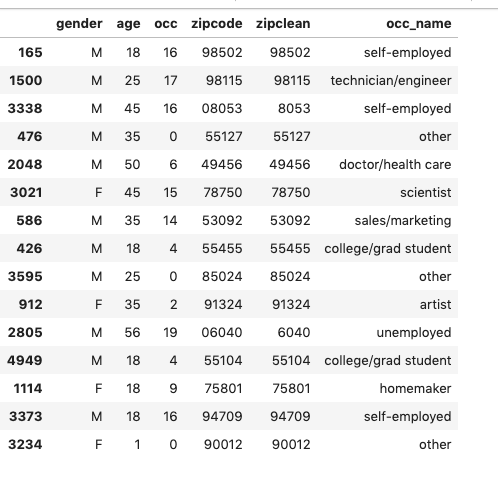 gender age occ zipcode zipclean occ_name
165 M 18 16 98502 98502 self-employed
1500 M 25 17 98115 98115 technician/engineer
3338 M 45 16 08053 8053 self-employed
476 M 35 0 55127 55127 other
2048 M 50 6 49456 49456 doctor/health care
3021 F 45 15 78750 78750 scientist
586 M 35 14 53092 53092 sales/marketing
426 M 18 4 55455 55455 college/grad student
3595 M 25 0 85024 85024 other
912 F 35 2 91324 91324 artist
2805 M 56 19 06040 6040 unemployed
4949 M 18 4 55104 55104 college/grad student
1114 F 18 9 75801 75801 homemaker
3373 M 18 16 94709 94709 self-employed
3234 F 1 0 90012 90012 other